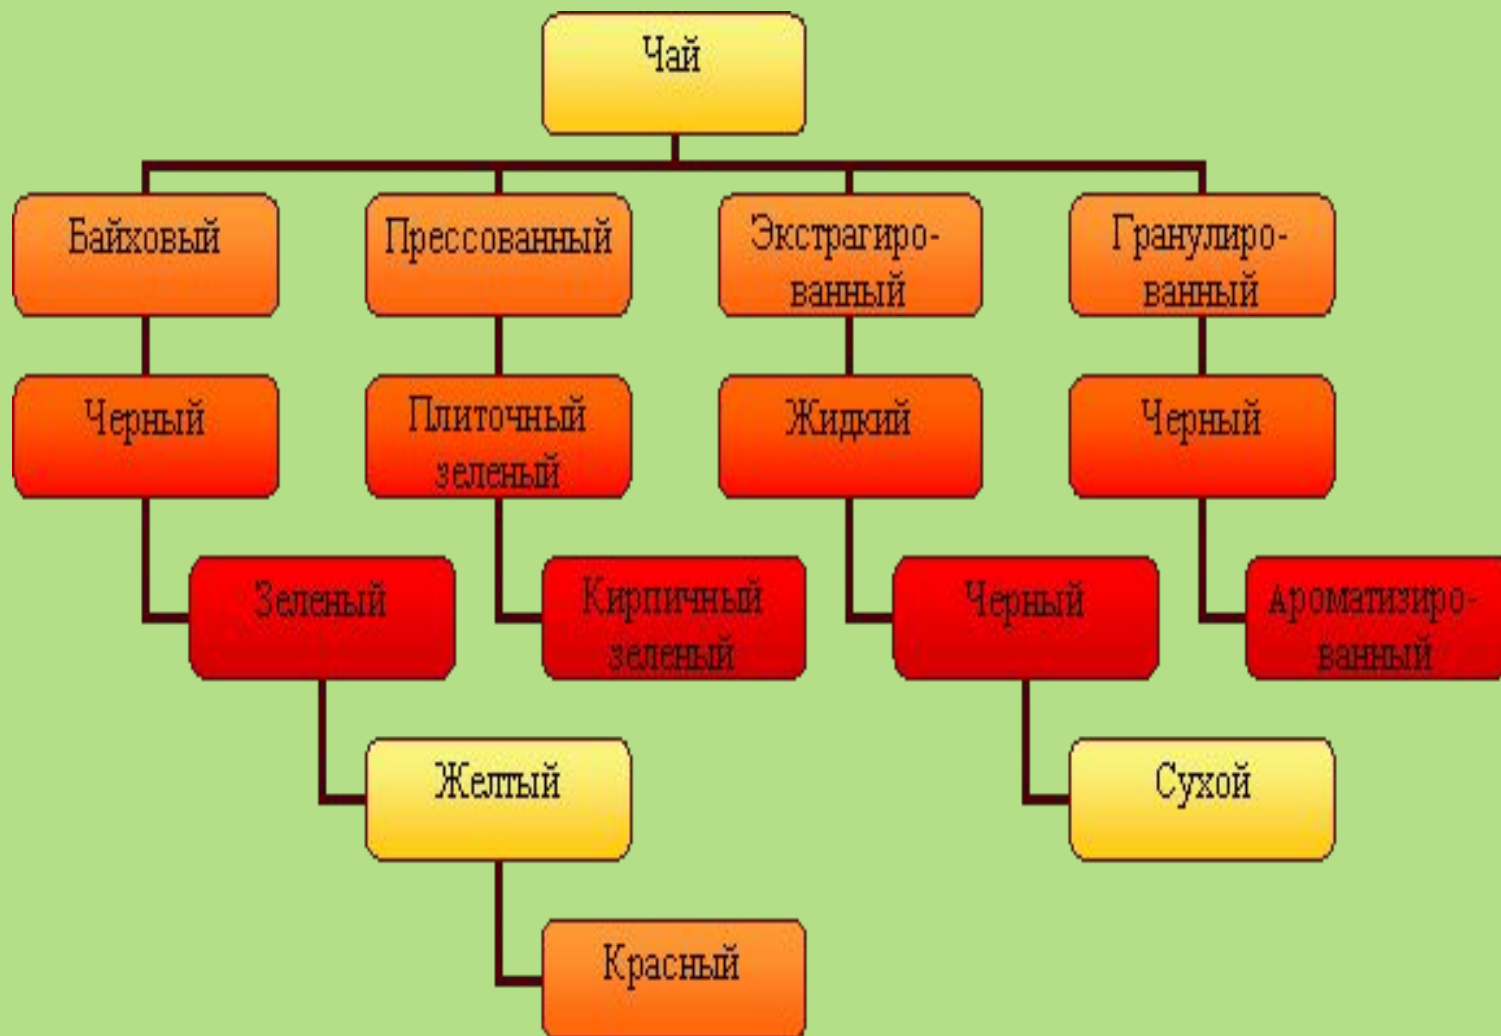 Чай
Байховый
Прессованный
Экстрагиро-
ванный
Гранулиро-
ванный
Черный
Плиточный
зеленый
Жидкий
Черный
Зеленый
Кирпичный
зеленый
Черный
Ароматизиро-
ванный
Желтый
Сухой
Красный